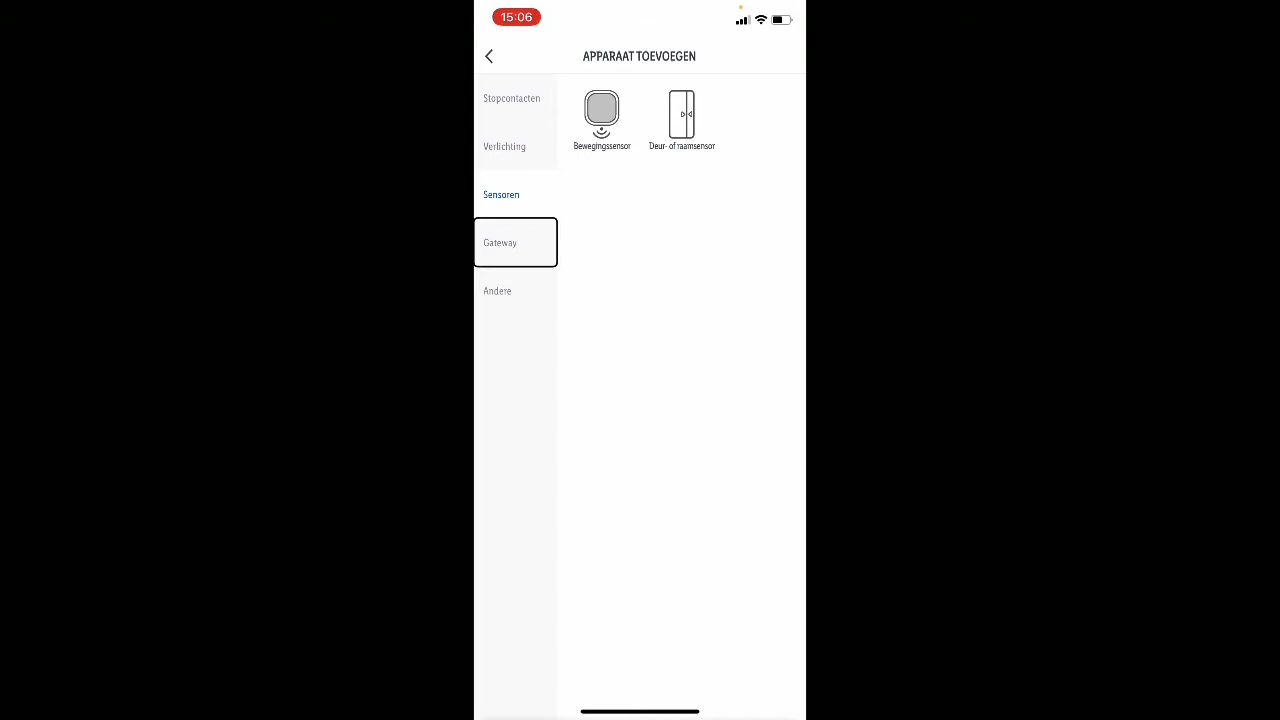 15:06
APPARAAT TOEVOEGEN
Stopcontacten
Verlichting
Sensoren
Gateway
Andere
Bewegingssensor
Deur- of raamsensor